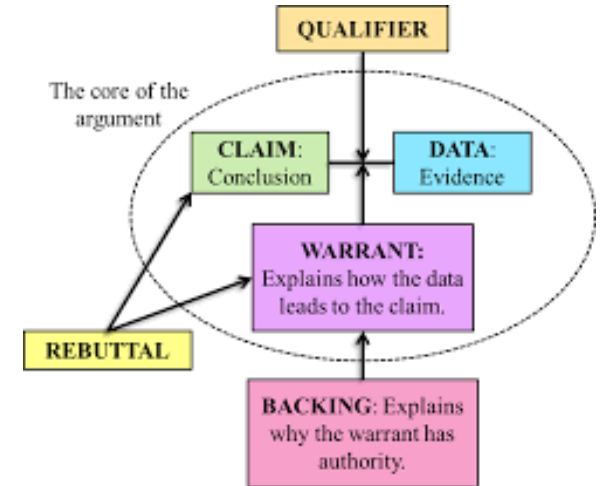 QUALIFIER
The core of the
argument
CLAIM:
Conclusion
DATA:
Evidence
WARRANT:
Explains how the data
leads to the claim.
REBUTTAL
BACKING: Explains
why the warrant has
authority.